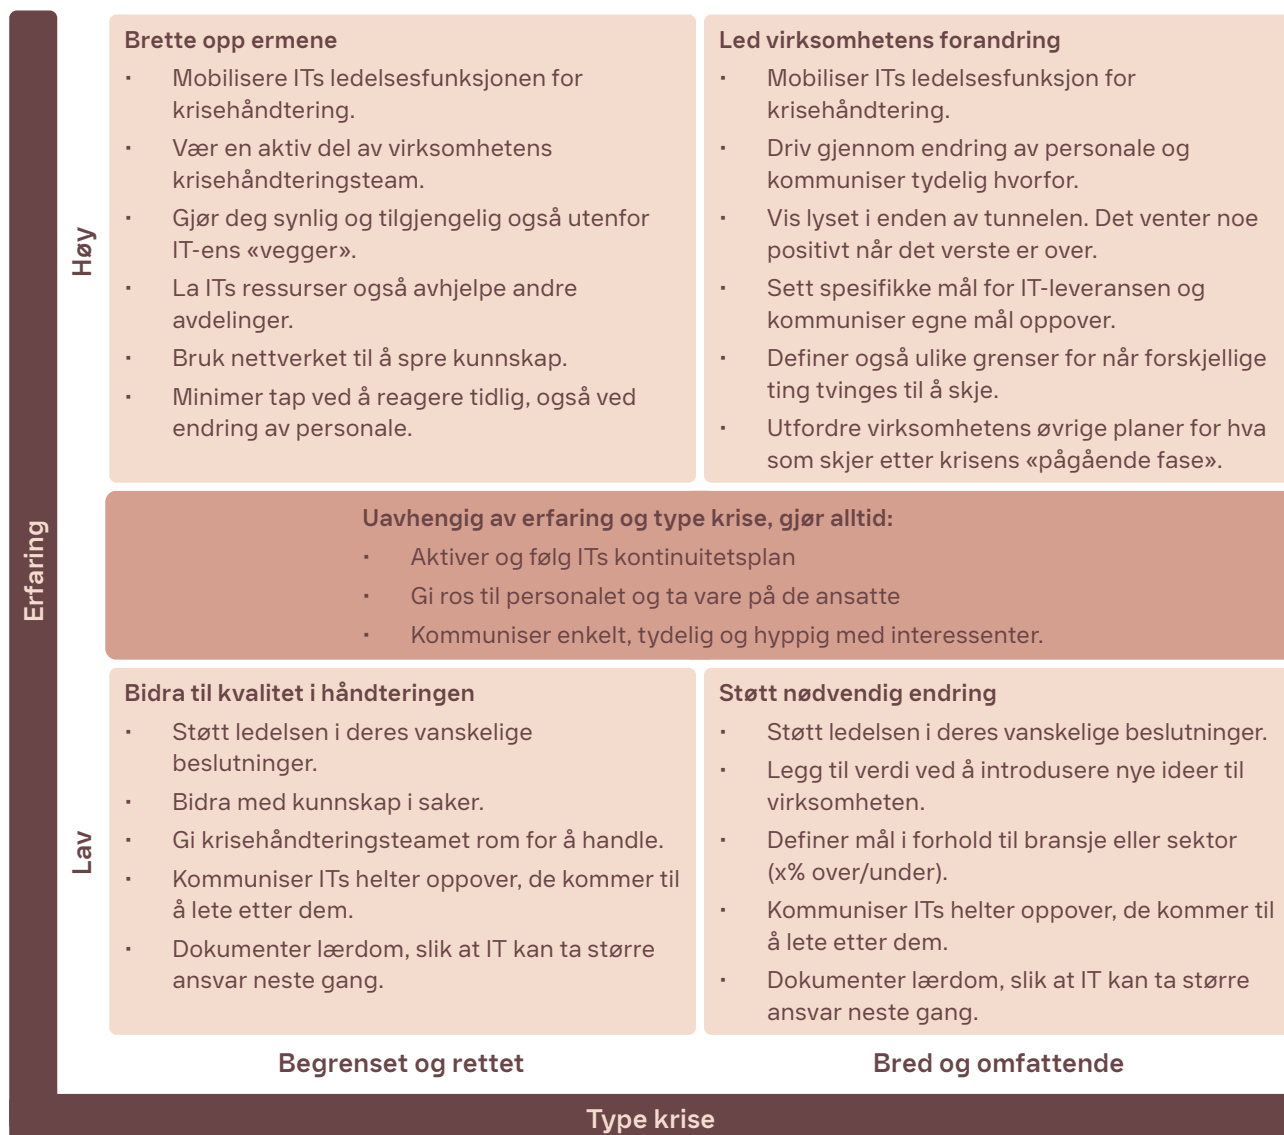 Brette opp ermene
· Mobilisere ITs ledelsesfunksjonen for
krisehåndtering.
· Vær en aktiv del av virksomhetens
krisehåndteringsteam.
· Gjør deg synlig og tilgjengelig også utenfor
IT-ens «vegger».
· La ITs ressurser også avhjelpe andre
avdelinger.
· Bruk nettverket til å spre kunnskap.
· Minimer tap ved å reagere tidlig, også ved
endring av personale.
Led virksomhetens forandring
· Mobiliser ITs ledelsesfunksjon for
krisehåndtering.
· Driv gjennom endring av personale og
kommuniser tydelig hvorfor.
· Vis lyset i enden av tunnelen. Det venter noe
positivt når det verste er over.
· Sett spesifikke mål for IT-leveransen og
kommuniser egne mål oppover.
· Definer også ulike grenser for når forskjellige
ting tvinges til å skje.
· Utfordre virksomhetens øvrige planer for hva
som skjer etter krisens «pågående fase».
Høy
Erfaring
Uavhengig av erfaring og type krise, gjør alltid:
· Aktiver og følg ITs kontinuitetsplan
· Gi ros til personalet og ta vare på de ansatte
· Kommuniser enkelt, tydelig og hyppig med interessenter.
Bidra til kvalitet i håndteringen
· Støtt ledelsen i deres vanskelige
beslutninger.
· Bidra med kunnskap i saker.
· Gi krisehåndteringsteamet rom for å handle.
· Kommuniser ITs helter oppover, de kommer til
å lete etter dem.
· Dokumenter lærdom, slik at IT kan ta større
ansvar neste gang.
Støtt nødvendig endring
· Støtt ledelsen i deres vanskelige beslutninger.
· Legg til verdi ved å introdusere nye ideer til
virksomheten.
· Definer mål i forhold til bransje eller sektor
(x% over/under).
· Kommuniser ITs helter oppover, de kommer til
å lete etter dem.
· Dokumenter lærdom, slik at IT kan ta større
ansvar neste gang.
Lav
Begrenset og rettet
Bred og omfattende
Type krise